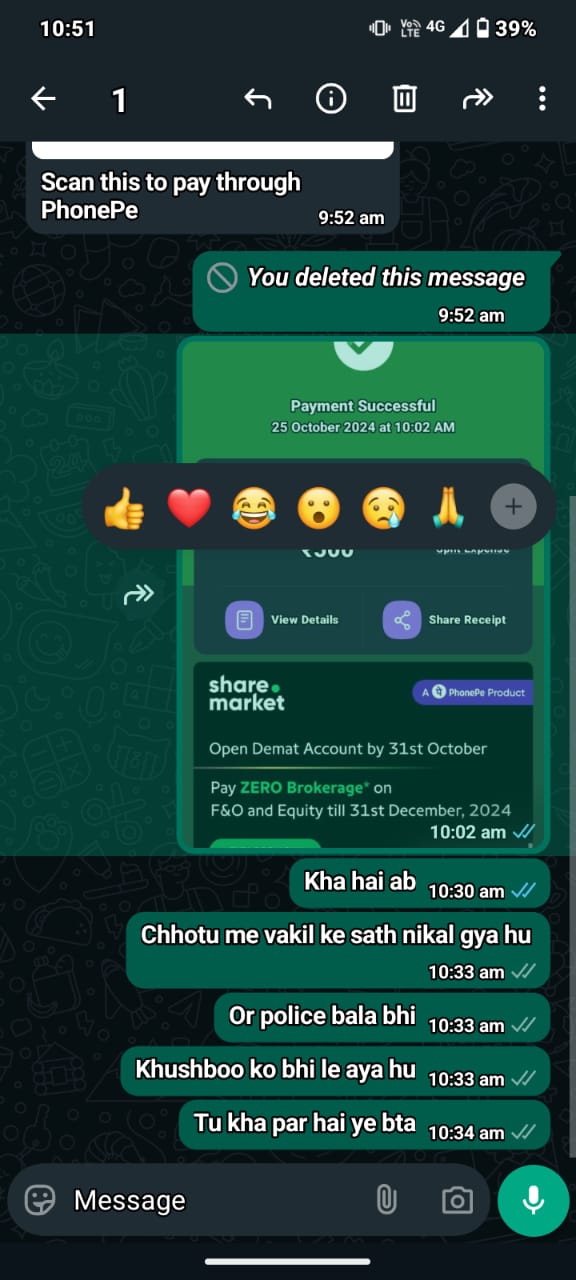 10:51
Vo)) LTE 4G 39%
1
Scan this to pay through
PhonePe
9:52 am
You deleted this message
9:52 am
Payment Successful
25 October 2024 at 10:02 AM
₹500
Split Expense
View Details
Share Receipt
share.
market
A PhonePe Product
Open Demat Account by 31st October
Pay ZERO Brokerage* on
F&O and Equity till 31st December, 2024
10:02 am
Kha hai ab 10:30 am
Chhotu me vakil ke sath nikal gya hu
10:33 am
Or police bala bhi 10:33 am
Khushboo ko bhi le aya hu 10:33 am
Tu kha par hai ye bta 10:34 am
Message